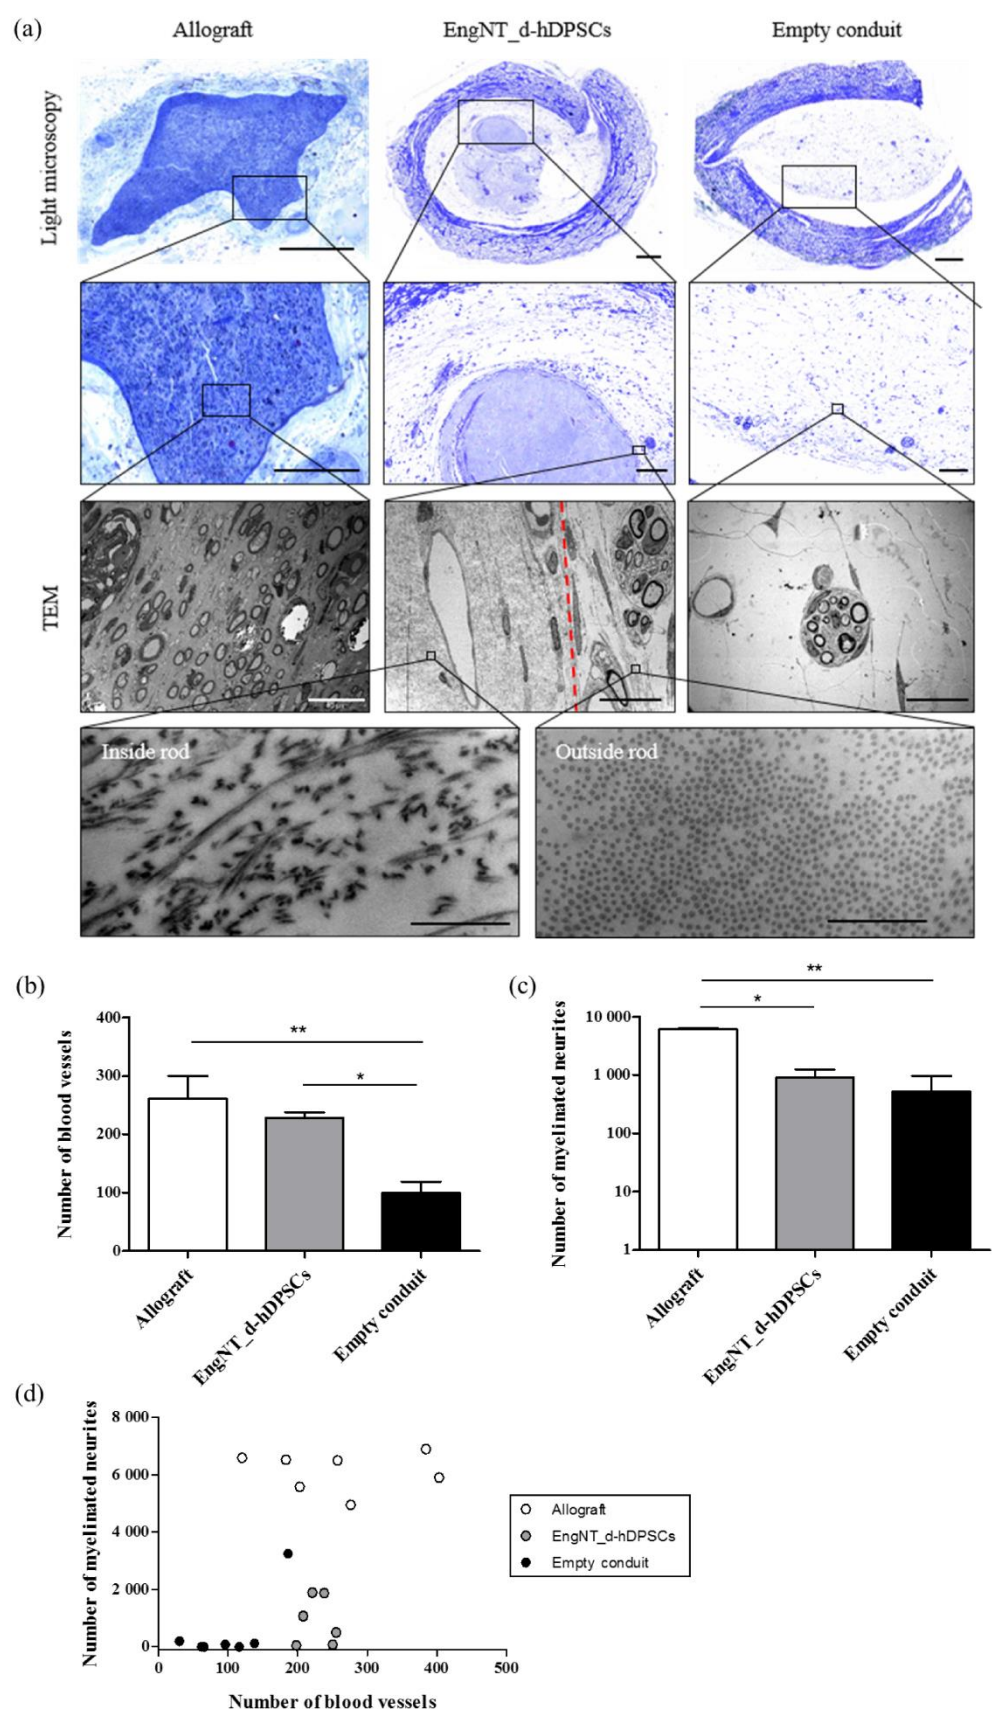 (a)
Allograft
EngNT_d-hDPSCs
Empty conduit
Light microscopy
TEM
Inside rod
Outside rod
(b)
Number of blood vessels
400
300
200
100
0
**
*
Allograft
EngNT_d-hDPSCs
Empty conduit
(c)
Number of myelinated neurites
10 000
1 000
100
10
1
**
*
Allograft
EngNT_d-hDPSCs
Empty conduit
(d)
Number of myelinated neurites
8 000
6 000
4 000
2 000
0
0 100 200 300 400 500
Number of blood vessels
Allograft
EngNT_d-hDPSCs
Empty conduit